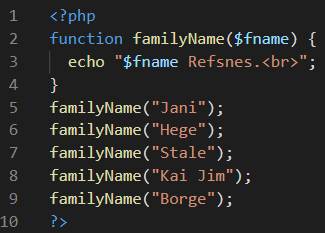 1 <?php
2 function familyName($fname) {
3   echo "$fname Refsnes.<br>";
4 }
5 familyName("Jani");
6 familyName("Hege");
7 familyName("Stale");
8 familyName("Kai Jim");
9 familyName("Borge");
10 ?>